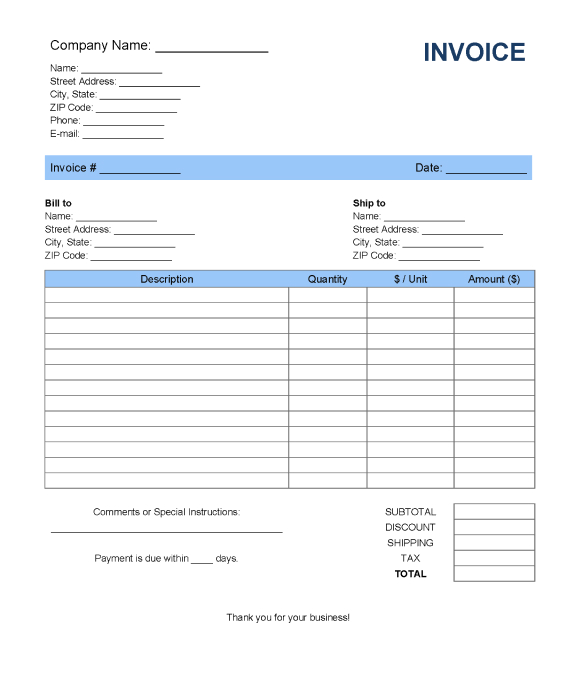 Company Name: _______________
INVOICE
Name: _______________
Street Address: _______________
City, State: _______________
ZIP Code: _______________
Phone: _______________
E-mail: _______________
Invoice # _______________ Date: _______________
Bill to
Name: _______________
Street Address: _______________
City, State: _______________
ZIP Code: _______________
Ship to
Name: _______________
Street Address: _______________
City, State: _______________
ZIP Code: _______________
Description Quantity $ / Unit Amount ($)
Comments or Special Instructions:
Payment is due within ____ days.
SUBTOTAL
DISCOUNT
SHIPPING
TAX
TOTAL
Thank you for your business!